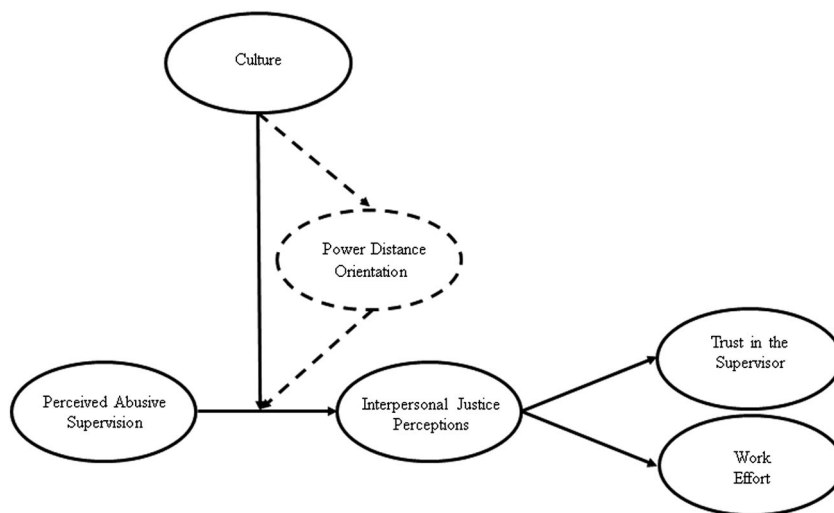 Culture
Power Distance
Orientation
Trust in the
Supervisor
Perceived Abusive
Supervision
Interpersonal Justice
Perceptions
Work
Effort